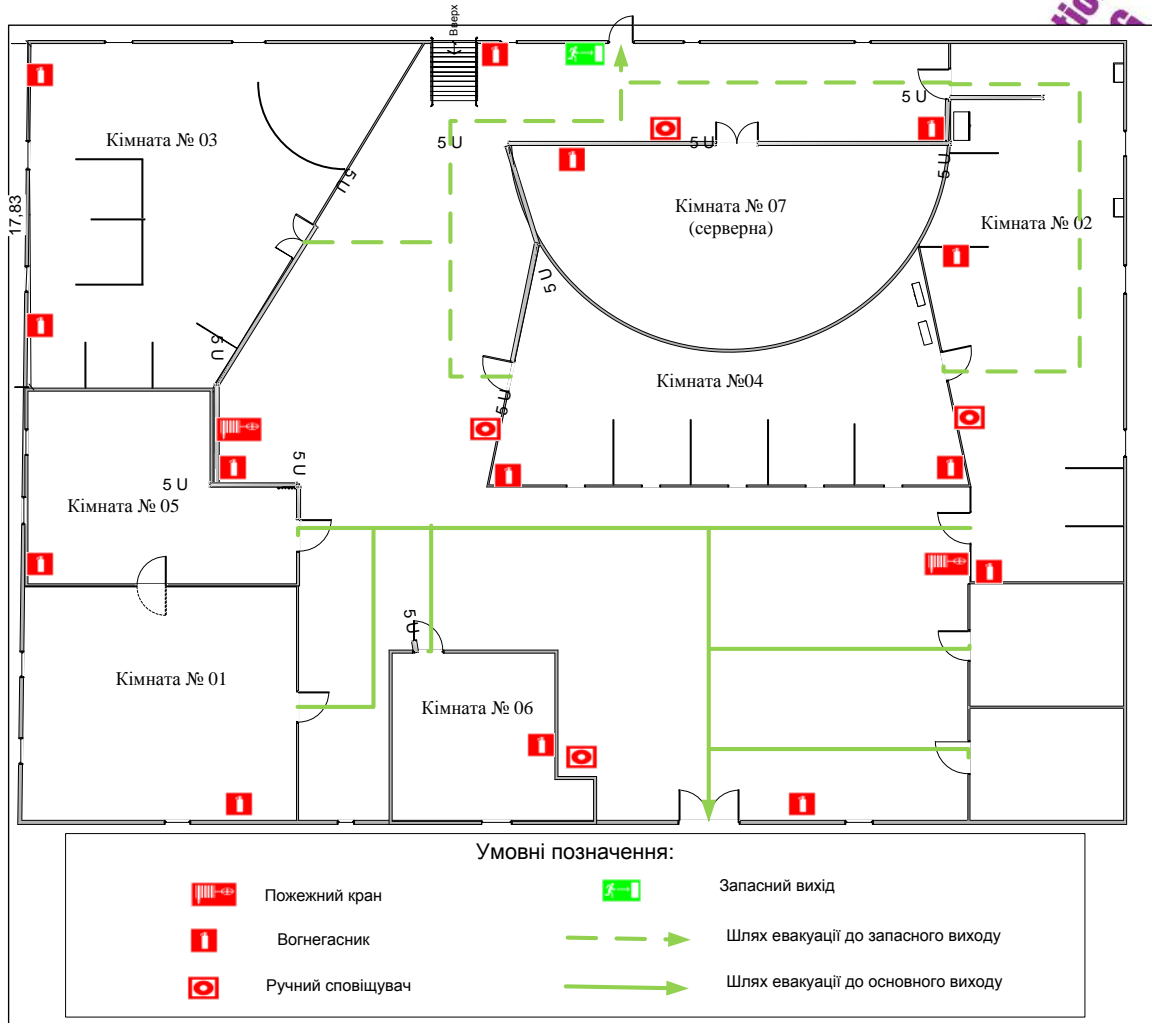 Вверх
5 U
Кімната № 03
5 U
5 U
5 U
5 U
17,83
Кімната № 07
(серверна)
Кімната № 02
5 U
5 U
Кімната №04
5 U
5 U
5 U
Кімната № 05
5 U
Кімната № 01
Кімната № 06
Умовні позначення:
Пожежний кран
Запасний вихід
Вогнегасник
Шлях евакуації до запасного виходу
Ручний сповіщувач
Шлях евакуації до основного виходу